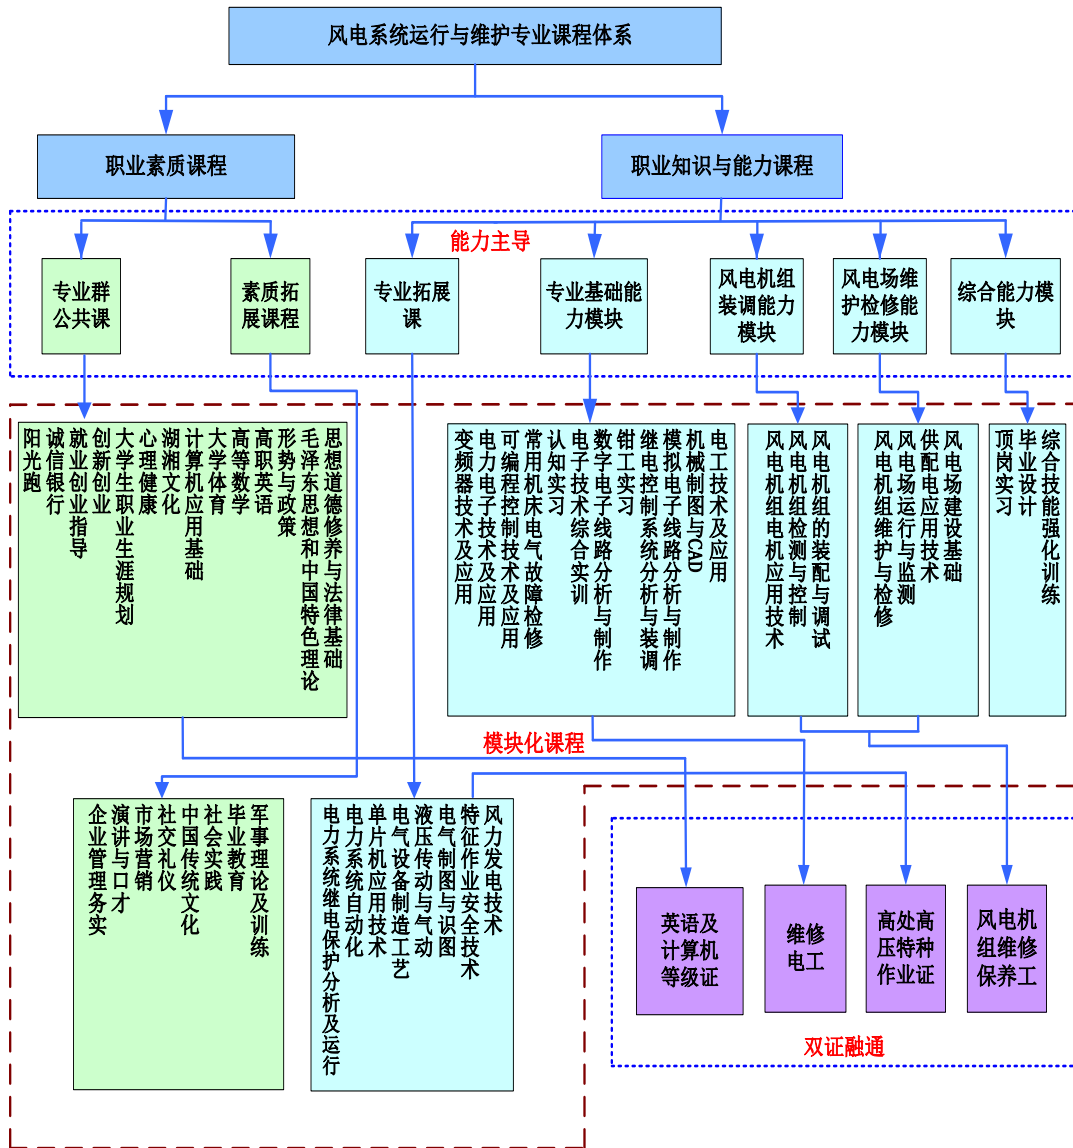 风电系统运行与维护专业课程体系
职业素质课程
职业知识与能力课程
能力主导
专业群
公共课
素质拓
展课程
专业拓展
课
专业基础能
力模块
风电机组
装调能力
模块
风电场维
护检修能
力模块
综合能力模
块
思想道德修养与法律基础
毛泽东思想和中国特色理论
形势与政策
高职英语
高等数学
大学体育
计算机应用基础
湖湘文化
心理健康
大学生职业生涯规划
创新创业
就业创业指导
诚信银行
阳光跑
电工技术及应用
机械制图与CAD
模拟电子线路分析与制作
继电控制系统分析与装调
钳工实习
数字电子线路分析与制作
电子技术综合实训
认知实习
常用机床电气故障检修
可编程控制技术及应用
电力电子技术及应用
变频器技术及应用
风电机组的装配与调试
风电机组检测与控制
风电机组电机应用技术
风电场建设基础
供配电应用技术
风电场运行与监测
风电机组维护与检修
综合技能强化训练
毕业设计
顶岗实习
模块化课程
军事理论及训练
毕业教育
社会实践
中国传统文化
社交礼仪
市场营销
演讲与口才
企业管理务实
风力发电技术
特征作业安全技术
电气制图与识图
液压传动与气动
电气设备制造工艺
单片机应用技术
电力系统自动化
电力系统继电保护分析及运行
英语及
计算机
等级证
维修
电工
高处高
压特种
作业证
风电机
组维修
保养工
双证融通